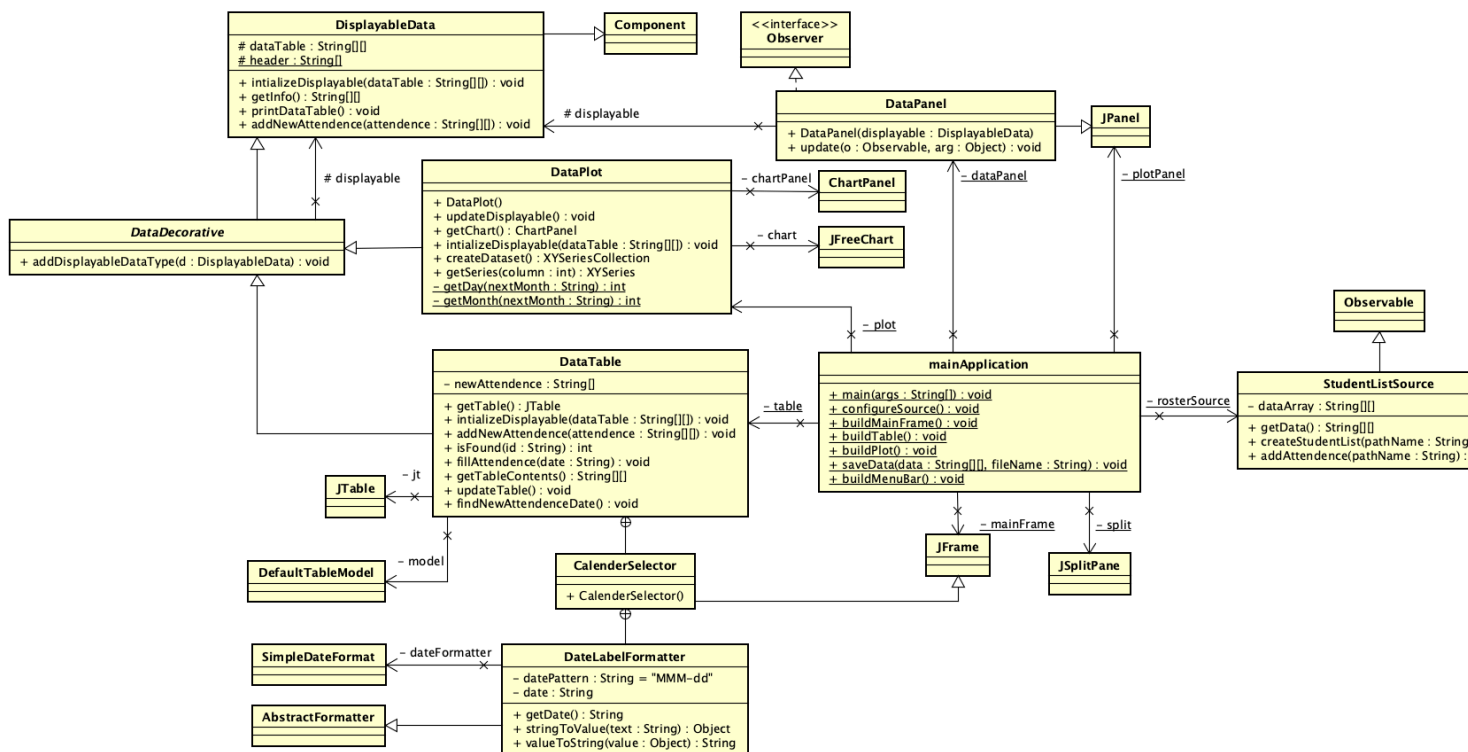 DisplayableData
# dataTable : String[][]
# header : String[]
+ intializeDisplayable(dataTable : String[][]) : void
+ getInfo() : String[][]
+ printDataTable() : void
+ addNewAttendence(attendence : String[][]) : void
Component
<<interface>>
Observer
# displayable
DataPanel
+ DataPanel(displayable : DisplayableData)
+ update(o : Observable, arg : Object) : void
JPanel
# displayable
DataPlot
+ DataPlot()
+ updateDisplayable() : void
+ getChart() : ChartPanel
+ intializeDisplayable(dataTable : String[][]) : void
+ createDataset() : XYSeriesCollection
+ getSeries(column : int) : XYSeries
- getDay(nextMonth : String) : int
- getMonth(nextMonth : String) : int
- chartPanel
ChartPanel
- chart
JFreeChart
- dataPanel
- plotPanel
DataDecorative
+ addDisplayableDataType(d : DisplayableData) : void
- plot
Observable
DataTable
- newAttendence : String[]
+ getTable() : JTable
+ intializeDisplayable(dataTable : String[][]) : void
+ addNewAttendence(attendence : String[][]) : void
+ isFound(id : String) : int
+ fillAttendence(date : String) : void
+ getTableContents() : String[][]
+ updateTable() : void
+ findNewAttendenceDate() : void
- table
mainApplication
+ main(args : String[]) : void
+ configureSource() : void
+ buildMainFrame() : void
+ buildTable() : void
+ buildPlot() : void
+ saveData(data : String[][], fileName : String) : void
+ buildMenuBar() : void
- rosterSource
StudentListSource
- dataArray : String[][]
+ getData() : String[][]
+ createStudentList(pathName : String
+ addAttendence(pathName : String) :
- jt
JTable
- model
DefaultTableModel
- mainFrame
JFrame
- split
JSplitPane
CalenderSelector
+ CalenderSelector()
- dateFormatter
SimpleDateFormat
AbstractFormatter
DateLabelFormatter
- datePattern : String = "MMM-dd"
- date : String
+ getDate() : String
+ stringToValue(text : String) : Object
+ valueToString(value : Object) : String